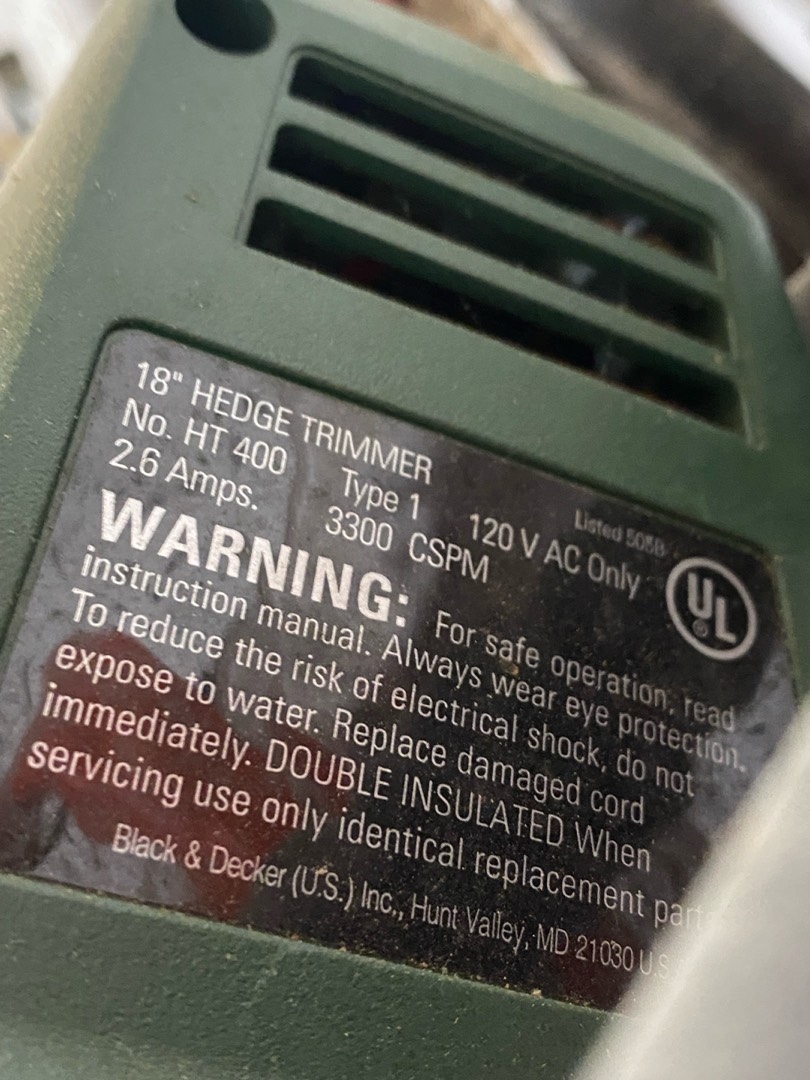 18" HEDGE TRIMMER
No. HT 400 Type 1 Listed
2.6 Amps. 3300 CSPM 120 V AC Only
UL
WARNING: For safe operation, read
instruction manual. Always wear eye protection.
To reduce the risk of electrical shock, do not
expose to water. Replace damaged cord
immediately. DOUBLE INSULATED When
servicing use only identical replacement
Black & Decker (U.S.) Inc., Hunt Valley, MD 21030